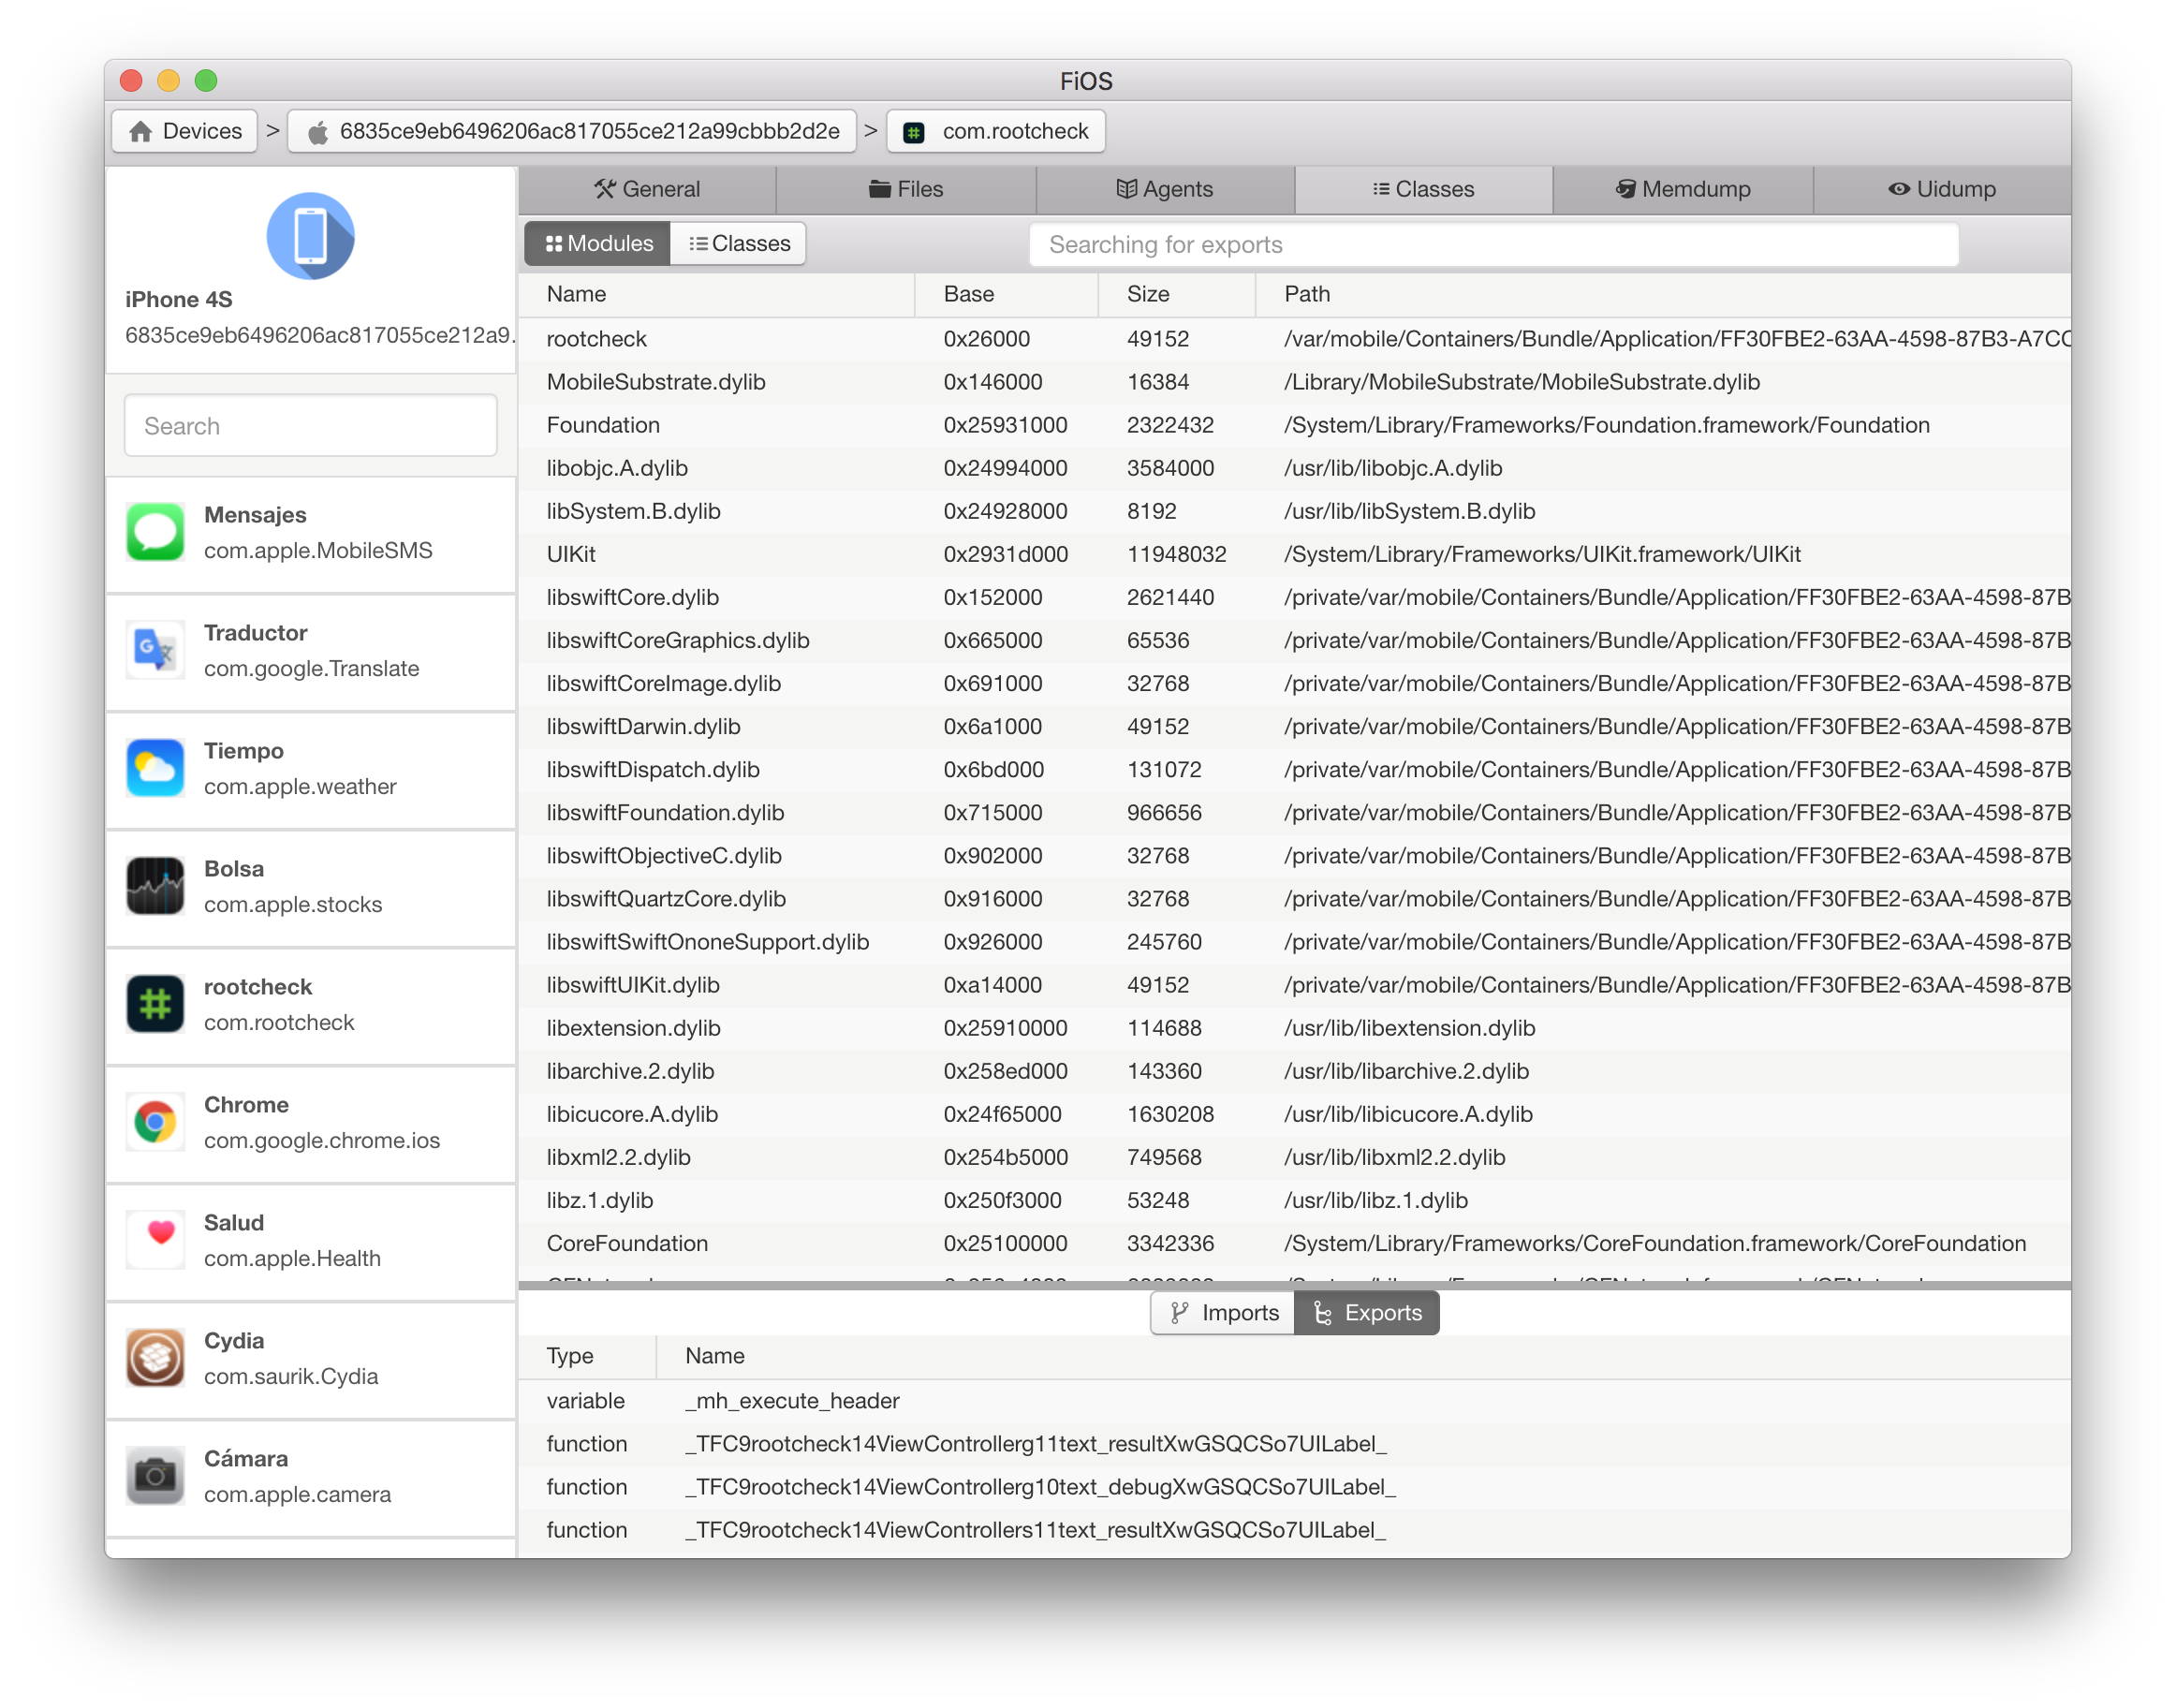 FiOS
Devices > 6835ce9eb6496206ac817055ce212a99cbbb2d2e > com.rootcheck
iPhone 4S
6835ce9eb6496206ac817055ce212a9.
Search
Mensajes
com.apple.MobileSMS
Traductor
com.google.Translate
Tiempo
com.apple.weather
Bolsa
com.apple.stocks
rootcheck
com.rootcheck
Chrome
com.google.chrome.ios
Salud
com.apple.Health
Cydia
com.saurik.Cydia
Cámara
com.apple.camera
General Files Agents Classes Memdump Uidump
Modules Classes Searching for exports
Name Base Size Path
rootcheck 0x26000 49152 /var/mobile/Containers/Bundle/Application/FF30FBE2-63AA-4598-87B3-A7CC
MobileSubstrate.dylib 0x146000 16384 /Library/MobileSubstrate/MobileSubstrate.dylib
Foundation 0x25931000 2322432 /System/Library/Frameworks/Foundation.framework/Foundation
libobjc.A.dylib 0x24994000 3584000 /usr/lib/libobjc.A.dylib
libSystem.B.dylib 0x24928000 8192 /usr/lib/libSystem.B.dylib
UIKit 0x2931d000 11948032 /System/Library/Frameworks/UIKit.framework/UIKit
libswiftCore.dylib 0x152000 2621440 /private/var/mobile/Containers/Bundle/Application/FF30FBE2-63AA-4598-87B
libswiftCoreGraphics.dylib 0x665000 65536 /private/var/mobile/Containers/Bundle/Application/FF30FBE2-63AA-4598-87B
libswiftCoreImage.dylib 0x691000 32768 /private/var/mobile/Containers/Bundle/Application/FF30FBE2-63AA-4598-87B
libswiftDarwin.dylib 0x6a1000 49152 /private/var/mobile/Containers/Bundle/Application/FF30FBE2-63AA-4598-87B
libswiftDispatch.dylib 0x6bd000 131072 /private/var/mobile/Containers/Bundle/Application/FF30FBE2-63AA-4598-87B
libswiftFoundation.dylib 0x715000 966656 /private/var/mobile/Containers/Bundle/Application/FF30FBE2-63AA-4598-87B
libswiftObjectiveC.dylib 0x902000 32768 /private/var/mobile/Containers/Bundle/Application/FF30FBE2-63AA-4598-87B
libswiftQuartzCore.dylib 0x916000 32768 /private/var/mobile/Containers/Bundle/Application/FF30FBE2-63AA-4598-87B
libswiftSwiftOnoneSupport.dylib 0x926000 245760 /private/var/mobile/Containers/Bundle/Application/FF30FBE2-63AA-4598-87B
libswiftUIKit.dylib 0xa14000 49152 /private/var/mobile/Containers/Bundle/Application/FF30FBE2-63AA-4598-87B
libextension.dylib 0x25910000 114688 /usr/lib/libextension.dylib
libarchive.2.dylib 0x258ed000 143360 /usr/lib/libarchive.2.dylib
libicucore.A.dylib 0x24f65000 1630208 /usr/lib/libicucore.A.dylib
libxml2.2.dylib 0x254b5000 749568 /usr/lib/libxml2.2.dylib
libz.1.dylib 0x250f3000 53248 /usr/lib/libz.1.dylib
CoreFoundation 0x25100000 3342336 /System/Library/Frameworks/CoreFoundation.framework/CoreFoundation
Imports Exports
Type Name
variable _mh_execute_header
function _TFC9rootcheck14ViewControllerg11text_resultXwGSQCSo7UILabel_
function _TFC9rootcheck14ViewControllerg10text_debugXwGSQCSo7UILabel_
function _TFC9rootcheck14ViewControllers11text_resultXwGSQCSo7UILabel_